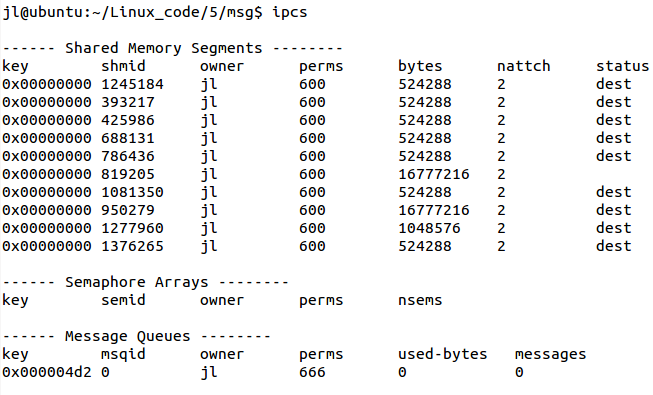 jl@ubuntu:~/Linux_code/5/msg$ ipcs
------ Shared Memory Segments --------
key        shmid      owner      perms      bytes      nattch     status
0x00000000 1245184    jl         600        524288     2          dest
0x00000000 393217     jl         600        524288     2          dest
0x00000000 425986     jl         600        524288     2          dest
0x00000000 688131     jl         600        524288     2          dest
0x00000000 786436     jl         600        524288     2          dest
0x00000000 819205     jl         600        16777216   2
0x00000000 1081350    jl         600        524288     2          dest
0x00000000 950279     jl         600        16777216   2          dest
0x00000000 1277960    jl         600        1048576    2          dest
0x00000000 1376265    jl         600        524288     2          dest
------ Semaphore Arrays --------
key        semid      owner      perms      nsems
------ Message Queues --------
key        msqid      owner      perms      used-bytes   messages
0x000004d2 0          jl         666        0            0